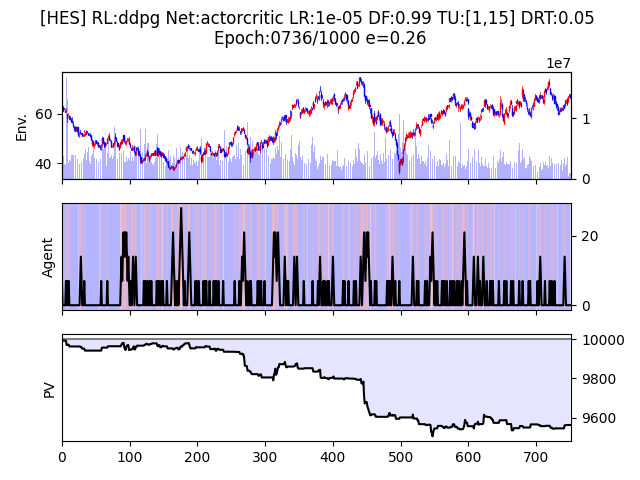 [HES] RL:ddpg Net:actorcritic LR:1e-05 DF:0.99 TU:[1,15] DRT:0.05
Epoch:0736/1000 e=0.26
1e7
Env.
60
40
1
0
Agent
20
0
PV
10000
9800
9600
0 100 200 300 400 500 600 700